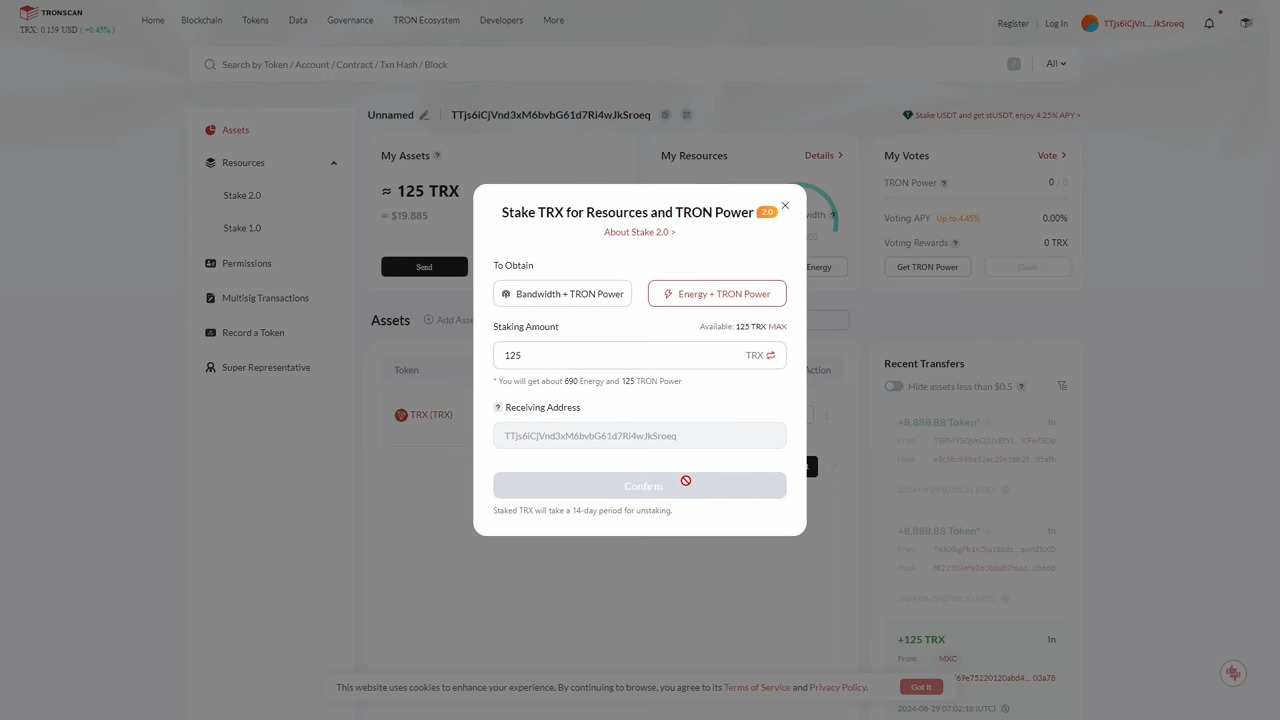 TRONSCAN
TRX: 0.159 USD ( +0.45% )
Home Blockchain Tokens Data Governance TRON Ecosystem Developers More
Register Log In TTjs6iCjVn... JkSroeq
Search by Token / Account / Contract / Txn Hash / Block
/ All
Assets
Resources
Stake 2.0
Stake 1.0
Permissions
Multisig Transactions
Record a Token
Super Representative
Unnamed TTjs6iCjVnd3xM6bvbG61d7Ri4wJkSroeq
Stake USDT and get stUSDT, enjoy 4.25% APY >
My Assets ?
≈ 125 TRX
= $19.885
Send
My Resources Details
Energy
My Votes Vote
TRON Power ? 0 / 0
Voting APY Up to 4.45% 0.00%
Voting Rewards ? 0 TRX
Get TRON Power Claim
Assets
Token
TRX (TRX)
Stake TRX for Resources and TRON Power 2.0
About Stake 2.0 >
To Obtain
Bandwidth + TRON Power Energy + TRON Power
Staking Amount Available: 125 TRX MAX
125 TRX
* You will get about 690 Energy and 125 TRON Power
? Receiving Address
TTjs6iCjVnd3xM6bvbG61d7Ri4wJkSroeq
Confirm
Staked TRX will take a 14-day period for unstaking.
Recent Transfers
Hide assets less than $0.5 ?
+8,888.88 Token* In
From
Hash
+8,888.88 Token* In
From
Hash
+125 TRX In
From MXC
2024-08-29 07:02:18 (UTC)
This website uses cookies to enhance your experience. By continuing to browse, you agree to its Terms of Service and Privacy Policy.
Got It